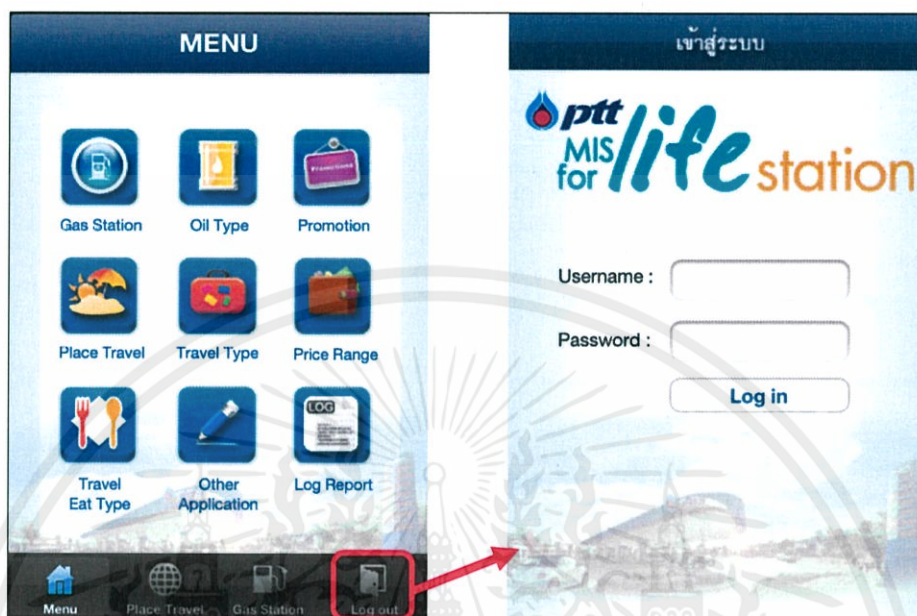 MENU
Gas Station
Oil Type
Promotion
Promotions
Place Travel
Travel Type
Price Range
LOG
Travel
Eat Type
Other
Application
Log Report
Menu
Place Travel
Gas Station
Log out
เข้าสู่ระบบ
ptt
MIS
for life station
Username :
Password :
Log in